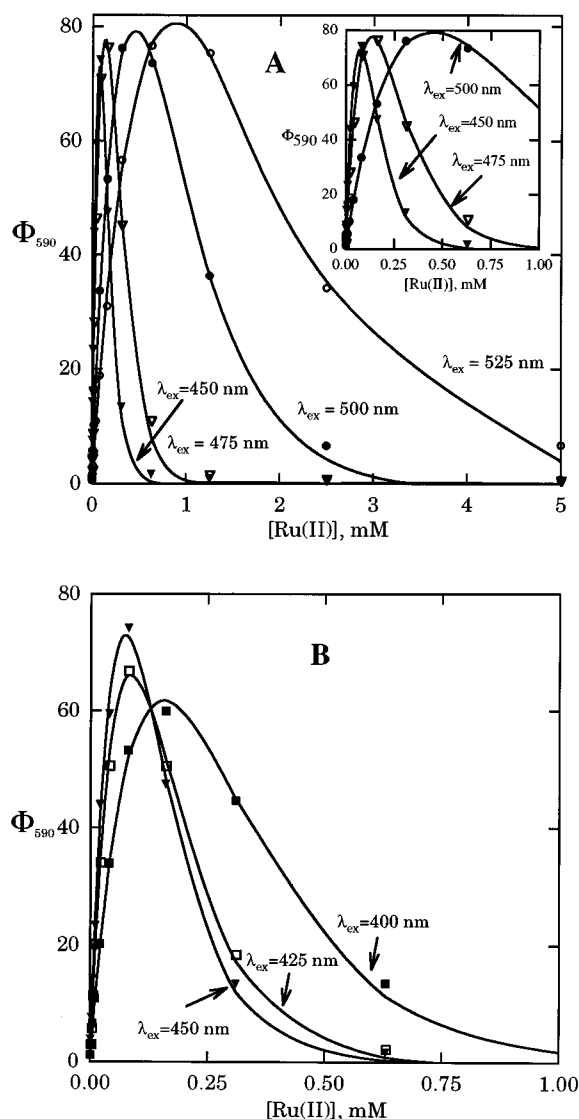 80
60
40
20
0
Φ590
A
λex=450 nm
λex = 475 nm
λex = 500 nm
λex = 525 nm
0 1 2 3 4 5
[Ru(II)], mM
80
60
Φ590 40
20
0
λex=500 nm
λex=450 nm
λex=475 nm
0.00 0.25 0.50 0.75 1.00
[Ru(II)], mM
80
60
Φ590 40
20
0
B
λex=400 nm
λex=425 nm
λex=450 nm
0.00 0.25 0.50 0.75 1.00
[Ru(II)], mM